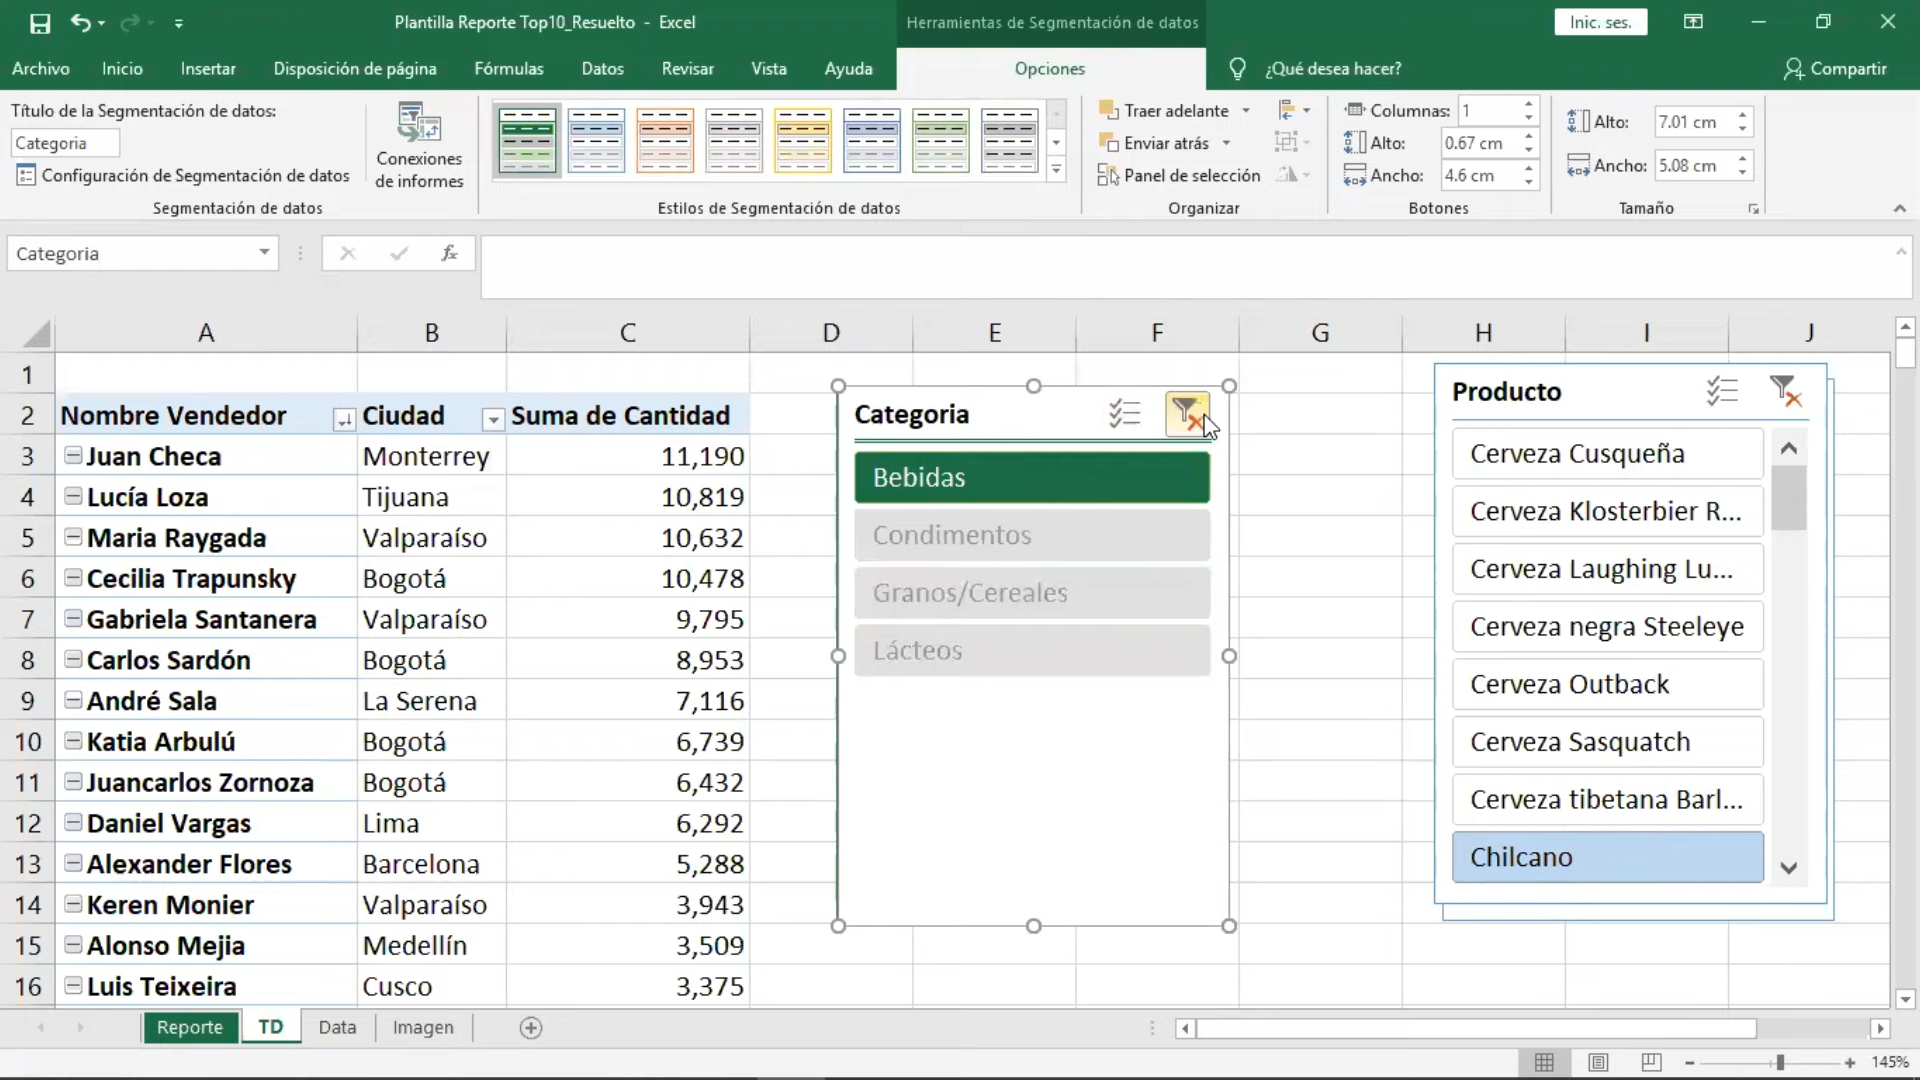 Plantilla Reporte Top10_Resuelto - Excel
Herramientas de Segmentación de datos
Inic. ses.
Archivo Inicio Insertar Disposición de página Fórmulas Datos Revisar Vista Ayuda Opciones ¿Qué desea hacer? Compartir
Título de la Segmentación de datos:
Categoria
Configuración de Segmentación de datos
Segmentación de datos
Conexiones
de informes
Estilos de Segmentación de datos
Traer adelante
Enviar atrás
Panel de selección
Organizar
Columnas: 1
Alto: 0.67 cm
Ancho: 4.6 cm
Botones
Alto: 7.01 cm
Ancho: 5.08 cm
Tamaño
Categoria
fx
A B C D E F G H I J
1
2 Nombre Vendedor Ciudad Suma de Cantidad
3 Juan Checa Monterrey 11,190
4 Lucía Loza Tijuana 10,819
5 Maria Raygada Valparaíso 10,632
6 Cecilia Trapunsky Bogotá 10,478
7 Gabriela Santanera Valparaíso 9,795
8 Carlos Sardón Bogotá 8,953
9 André Sala La Serena 7,116
10 Katia Arbulú Bogotá 6,739
11 Juancarlos Zornoza Bogotá 6,432
12 Daniel Vargas Lima 6,292
13 Alexander Flores Barcelona 5,288
14 Keren Monier Valparaíso 3,943
15 Alonso Mejia Medellín 3,509
16 Luis Teixeira Cusco 3,375
Categoria
Bebidas
Condimentos
Granos/Cereales
Lácteos
Producto
Cerveza Cusqueña
Cerveza Klosterbier R...
Cerveza Laughing Lu...
Cerveza negra Steeleye
Cerveza Outback
Cerveza Sasquatch
Cerveza tibetana Barl...
Chilcano
Reporte TD Data Imagen
145%